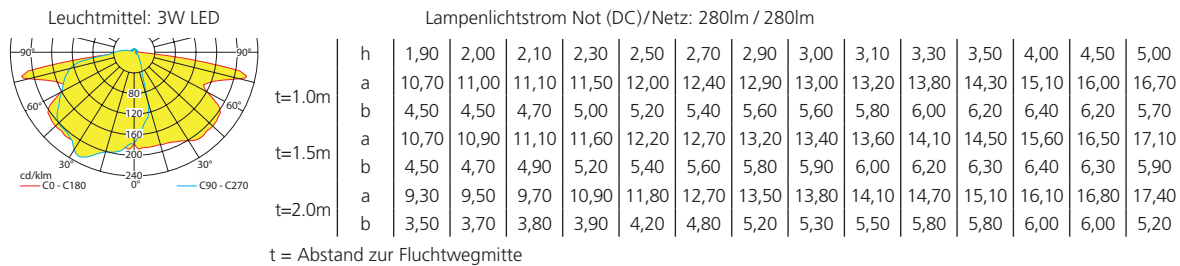 Leuchtmittel: 3W LED
Lampenlichtstrom Not (DC)/Netz: 280lm / 280lm
90° 90°
60° 60°
30° 30°
0°
80
120
160
200
240
cd/klm
C0 - C180
C90 - C270
h 1,90 2,00 2,10 2,30 2,50 2,70 2,90 3,00 3,10 3,30 3,50 4,00 4,50 5,00
t=1.0m
a 10,70 11,00 11,10 11,50 12,00 12,40 12,90 13,00 13,20 13,80 14,30 15,10 16,00 16,70
b 4,50 4,50 4,70 5,00 5,20 5,40 5,60 5,60 5,80 6,00 6,20 6,40 6,20 5,70
t=1.5m
a 10,70 10,90 11,10 11,60 12,20 12,70 13,20 13,40 13,60 14,10 14,50 15,60 16,50 17,10
b 4,50 4,70 4,90 5,20 5,40 5,60 5,80 5,90 6,00 6,20 6,30 6,40 6,30 5,90
t=2.0m
a 9,30 9,50 9,70 10,90 11,80 12,70 13,50 13,80 14,10 14,70 15,10 16,10 16,80 17,40
b 3,50 3,70 3,80 3,90 4,20 4,80 5,20 5,30 5,50 5,80 5,80 6,00 6,00 5,20
t = Abstand zur Fluchtwegmitte